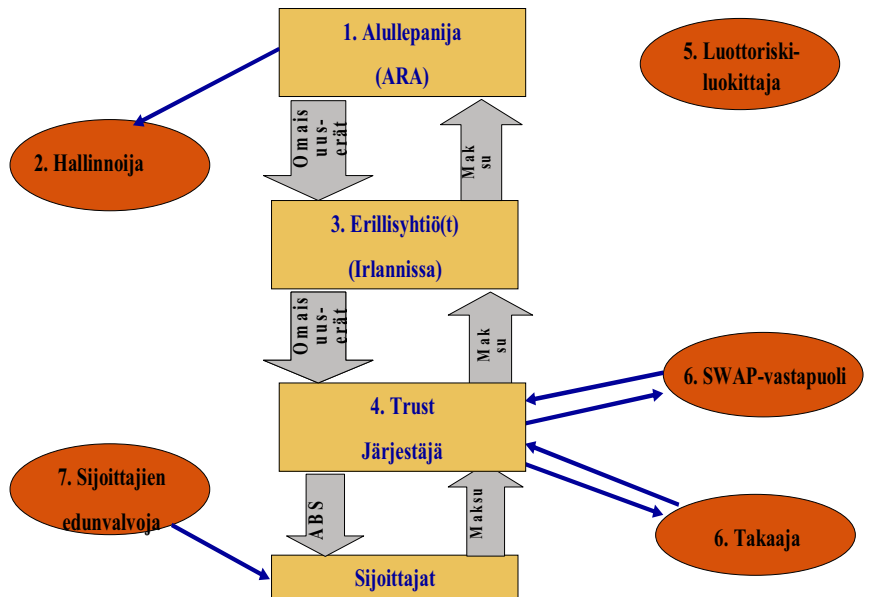 1. Alullepanija
(ARA)
5. Luottoriski-
luokittaja
2. Hallinnoija
Omais
uus-
erät
Mak
su
3. Erillisyhtiö(t)
(Irlannissa)
Omais
uus-
erät
Mak
su
6. SWAP-vastapuoli
4. Trust
Järjestäjä
7. Sijoittajien
edunvalvoja
ABS
Maksu
6. Takaaja
Sijoittajat